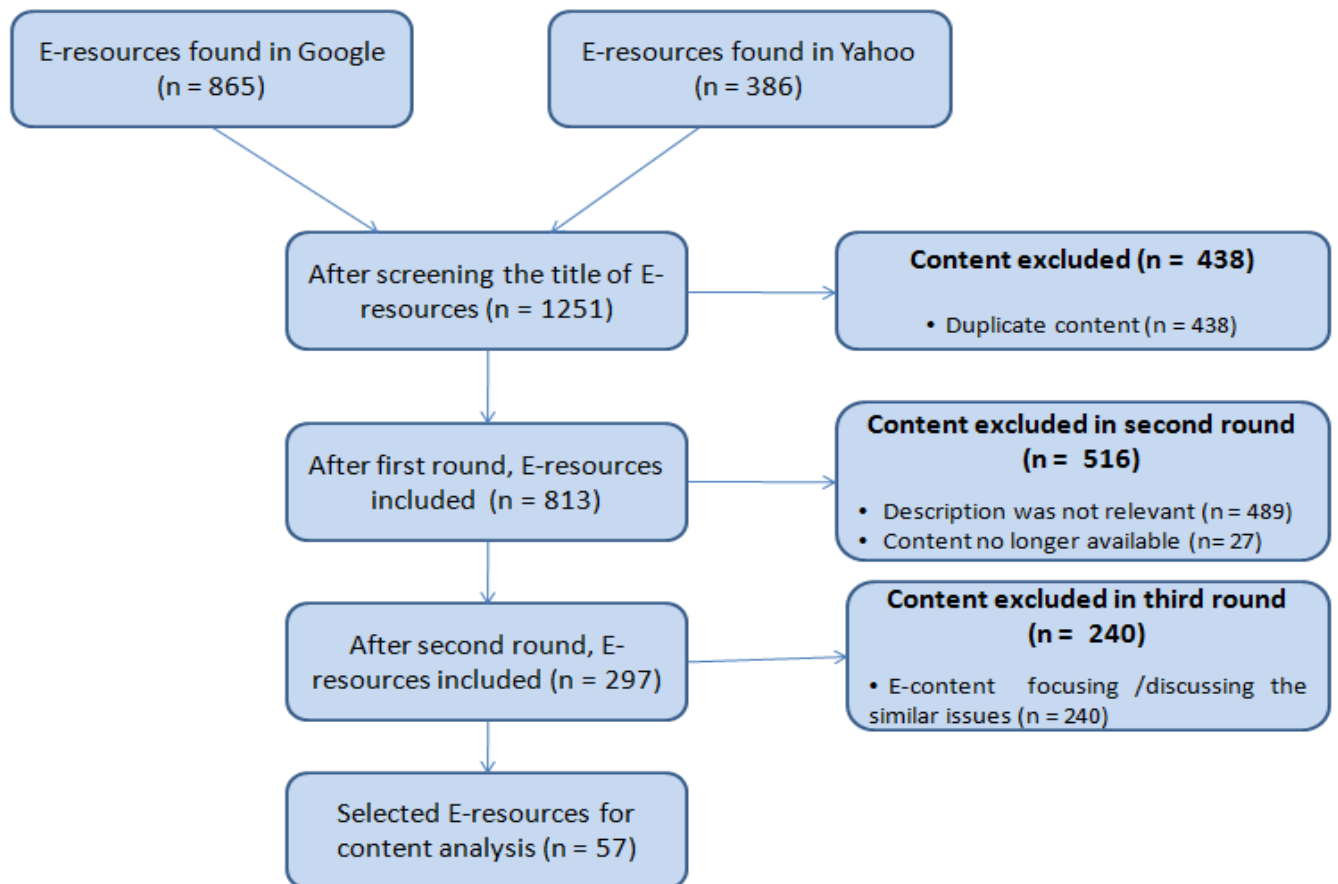 E-resources found in Google
(n = 865)
E-resources found in Yahoo
(n = 386)
After screening the title of E-
resources (n = 1251)
Content excluded (n =  438)
• Duplicate content (n = 438)
After first round, E-resources
included  (n = 813)
Content excluded in second round
(n =  516)
• Description was not relevant (n = 489)
• Content no longer available (n= 27)
After second round, E-
resources included (n = 297)
Content excluded in third round
(n =  240)
• E-content focusing /discussing the
similar issues (n = 240)
Selected E-resources for
content analysis (n = 57)